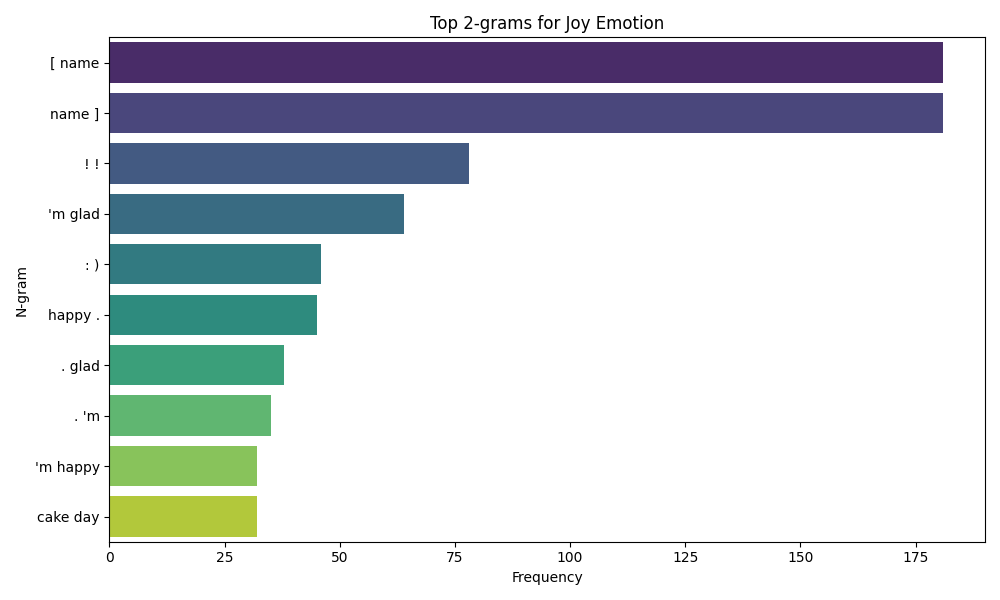 Top 2-grams for Joy Emotion
N-gram
[ name
name ]
! !
'm glad
: )
happy .
. glad
. 'm
'm happy
cake day
0 25 50 75 100 125 150 175
Frequency